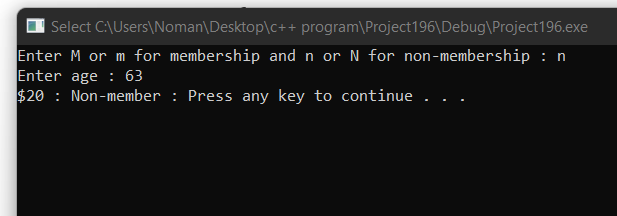 Select C:\Users\Noman\Desktop\c++ program\Project196\Debug\Project196.exe
Enter M or m for membership and n or N for non-membership : n
Enter age : 63
$20 : Non-member : Press any key to continue . . .